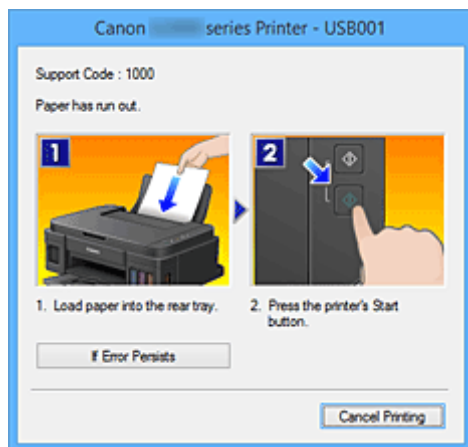 Canon series Printer - USB001
Support Code : 1000
Paper has run out.
1
2
1. Load paper into the rear tray.
2. Press the printer's Start
button.
If Error Persists
Cancel Printing